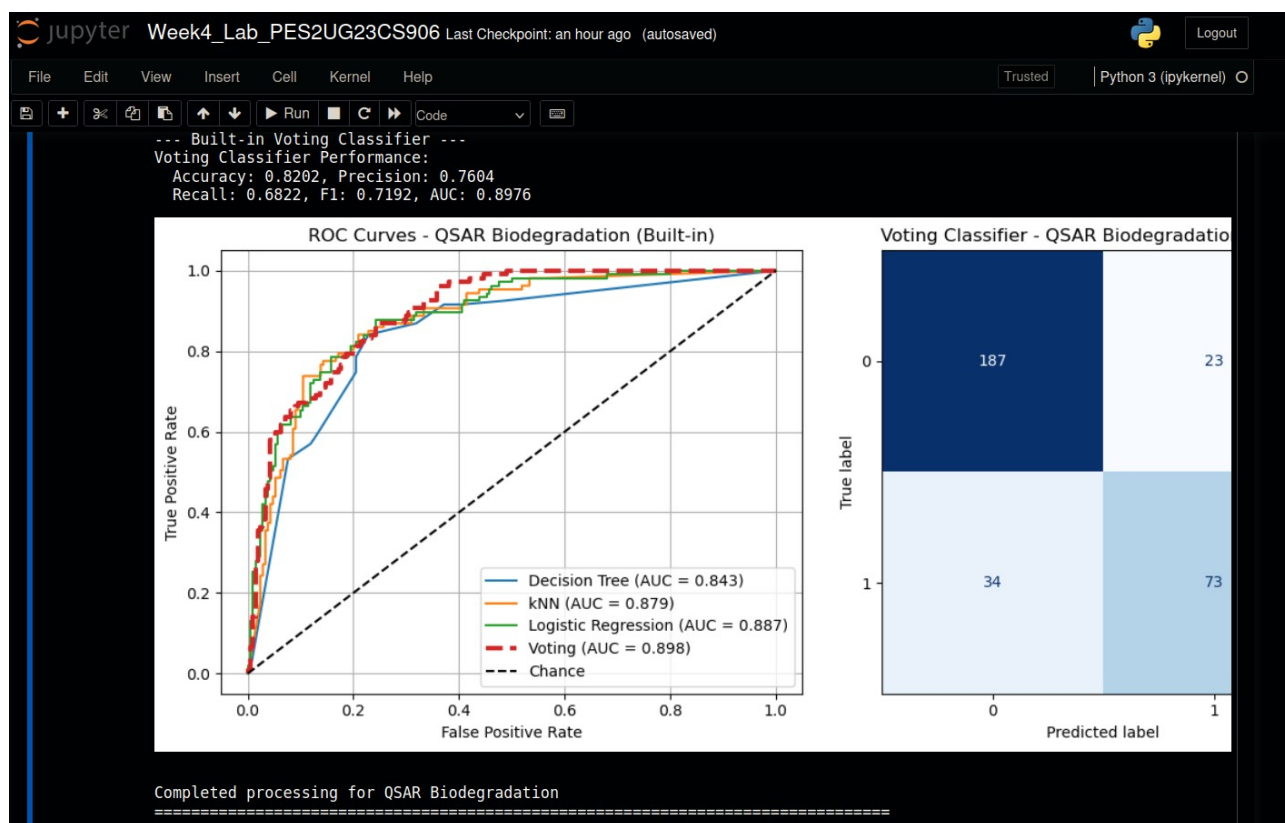 jupyter Week4_Lab_PES2UG23CS906 Last Checkpoint: an hour ago (autosaved) Logout
File Edit View Insert Cell Kernel Help Trusted Python 3 (ipykernel)
Run Code
--- Built-in Voting Classifier ---
Voting Classifier Performance:
Accuracy: 0.8202, Precision: 0.7604
Recall: 0.6822, F1: 0.7192, AUC: 0.8976
ROC Curves - QSAR Biodegradation (Built-in)
1.0
0.8
0.6
0.4
0.2
0.0
True Positive Rate
Decision Tree (AUC = 0.843)
kNN (AUC = 0.879)
Logistic Regression (AUC = 0.887)
Voting (AUC = 0.898)
Chance
0.0 0.2 0.4 0.6 0.8 1.0
False Positive Rate
Voting Classifier - QSAR Biodegradatio
0 187 23
True label
1 34 73
0 1
Predicted label
Completed processing for QSAR Biodegradation
============================================================================================